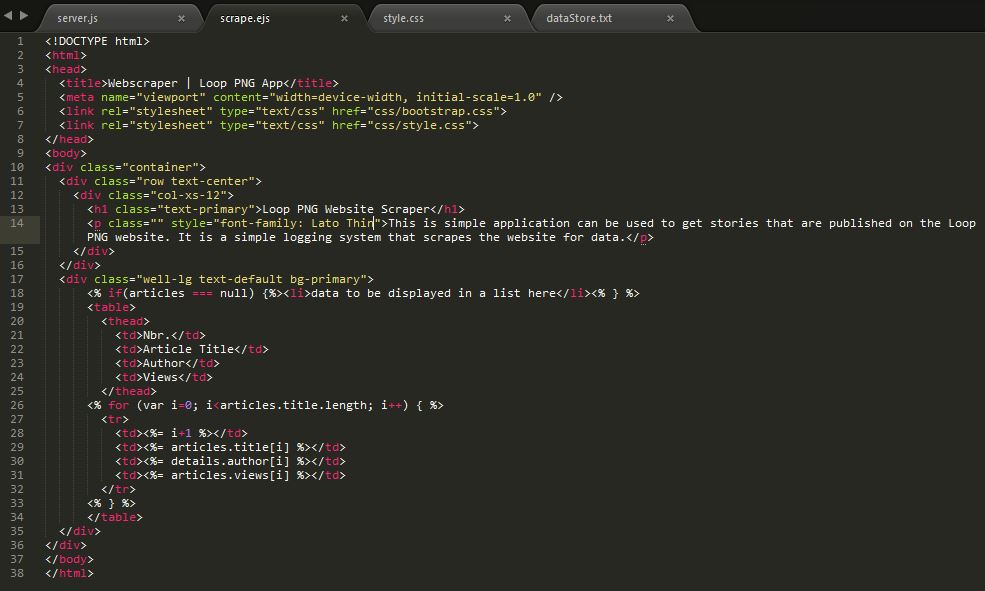 server.js × scrape.ejs × style.css × dataStore.txt ×
1 <!DOCTYPE html>
2 <html>
3 <head>
4   <title>Webscraper | Loop PNG App</title>
5   <meta name="viewport" content="width=device-width, initial-scale=1.0" />
6   <link rel="stylesheet" type="text/css" href="css/bootstrap.css">
7   <link rel="stylesheet" type="text/css" href="css/style.css">
8 </head>
9 <body>
10 <div class="container">
11   <div class="row text-center">
12     <div class="col-xs-12">
13       <h1 class="text-primary">Loop PNG Website Scraper</h1>
14       <p class="" style="font-family: Lato Thin">This is simple application can be used to get stories that are published on the Loop
PNG website. It is a simple logging system that scrapes the website for data.</p>
15     </div>
16   </div>
17   <div class="well-lg text-default bg-primary">
18       <% if(articles === null) {%><li>data to be displayed in a list here</li><% } %>
19       <table>
20         <thead>
21           <td>Nbr.</td>
22           <td>Article Title</td>
23           <td>Author</td>
24           <td>Views</td>
25         </thead>
26       <% for (var i=0; i<articles.title.length; i++) { %>
27         <tr>
28           <td><%= i+1 %></td>
29           <td><%= articles.title[i] %></td>
30           <td><%= details.author[i] %></td>
31           <td><%= articles.views[i] %></td>
32         </tr>
33       <% } %>
34       </table>
35   </div>
36 </div>
37 </body>
38 </html>